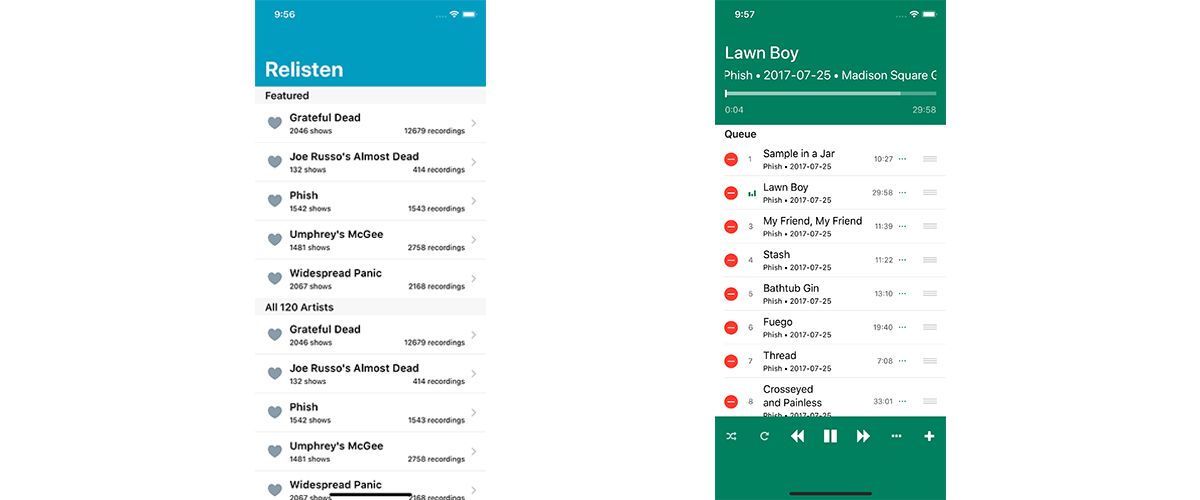 9:56
Relisten
Featured
Grateful Dead
2046 shows 12679 recordings
Joe Russo's Almost Dead
132 shows 414 recordings
Phish
1542 shows 1543 recordings
Umphrey's McGee
1481 shows 2758 recordings
Widespread Panic
2067 shows 2168 recordings
All 120 Artists
Grateful Dead
2046 shows 12679 recordings
Joe Russo's Almost Dead
132 shows 414 recordings
Phish
1542 shows 1543 recordings
Umphrey's McGee
1481 shows 2758 recordings
Widespread Panic
2067 shows 2168 recordings
9:57
Lawn Boy
Phish • 2017-07-25 • Madison Square G
0:04 29:58
Queue
1 Sample in a Jar 10:27
Phish • 2017-07-25
Lawn Boy 29:58
Phish • 2017-07-25
3 My Friend, My Friend 11:39
Phish • 2017-07-25
4 Stash 11:22
Phish • 2017-07-25
5 Bathtub Gin 13:10
Phish • 2017-07-25
6 Fuego 19:40
Phish • 2017-07-25
7 Thread 7:08
Phish • 2017-07-25
8 Crosseyed
and Painless 33:01
Phish • 2017-07-25